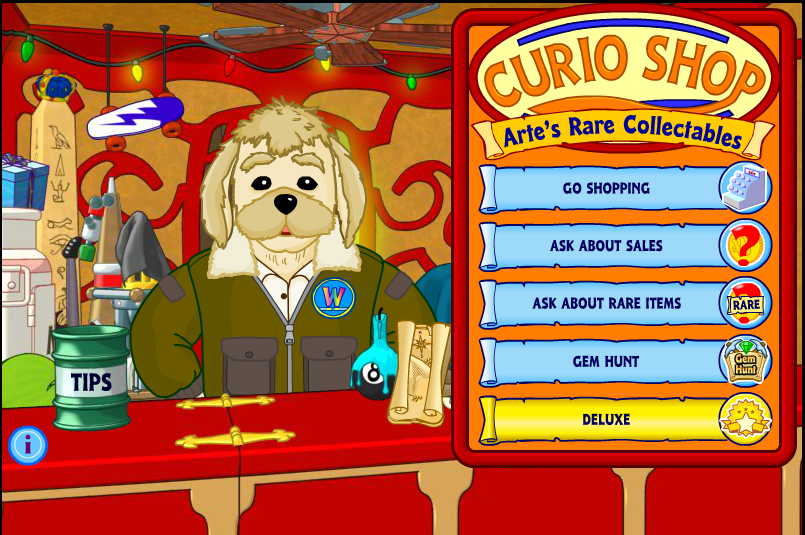 CURIO SHOP
Arte's Rare Collectables
GO SHOPPING
ASK ABOUT SALES
ASK ABOUT RARE ITEMS
RARE
GEM HUNT
Gem
Hunt
DELUXE
W
8
TIPS
i